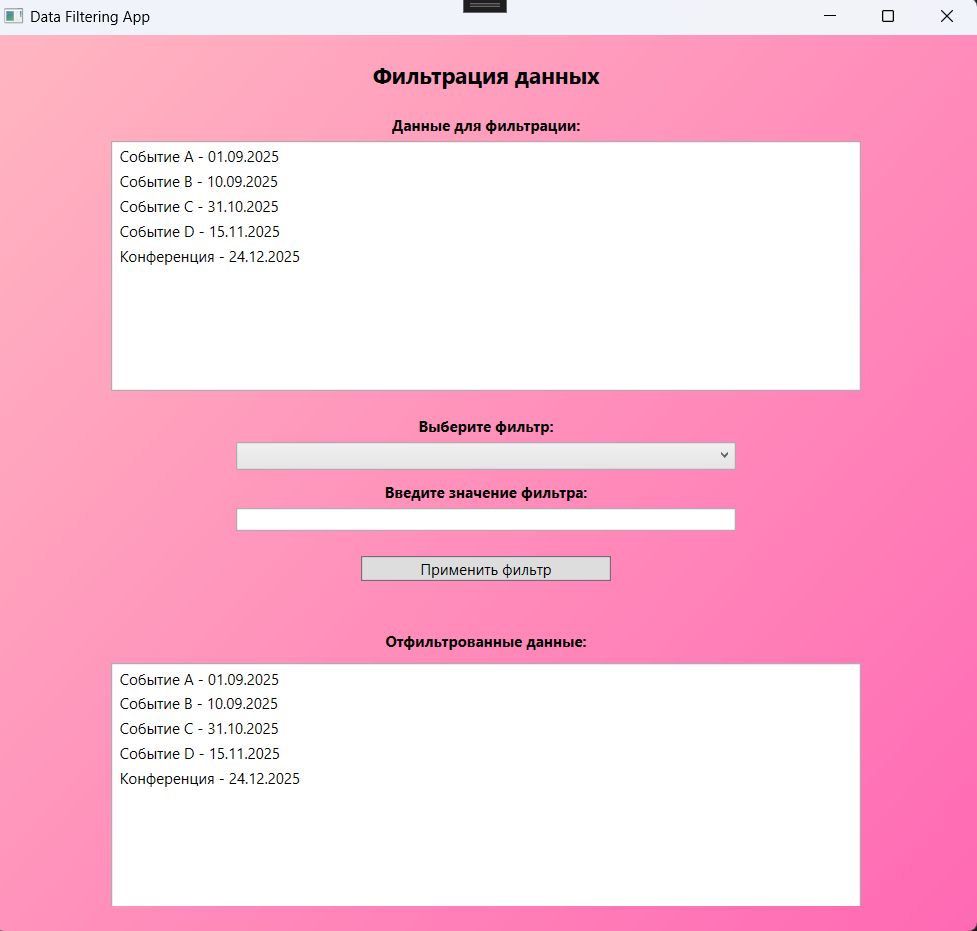 Data Filtering App
Фильтрация данных
Данные для фильтрации:
Событие A - 01.09.2025
Событие B - 10.09.2025
Событие C - 31.10.2025
Событие D - 15.11.2025
Конференция - 24.12.2025
Выберите фильтр:
Введите значение фильтра:
Применить фильтр
Отфильтрованные данные:
Событие A - 01.09.2025
Событие B - 10.09.2025
Событие C - 31.10.2025
Событие D - 15.11.2025
Конференция - 24.12.2025